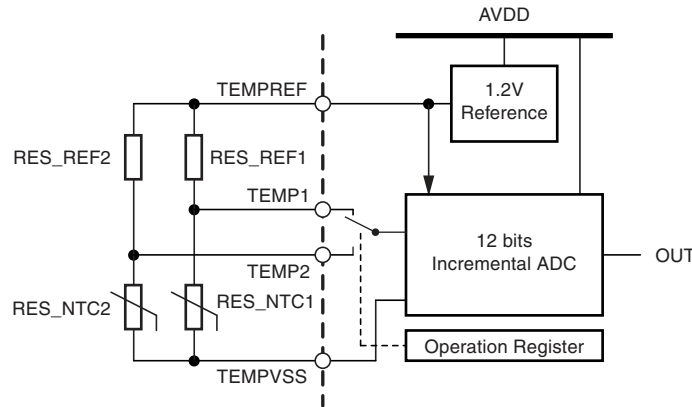 AVDD
TEMPREF
1.2V
Reference
RES_REF2
RES_REF1
TEMP1
12 bits
Incremental ADC
OUT
TEMP2
RES_NTC2
RES_NTC1
Operation Register
TEMPVSS